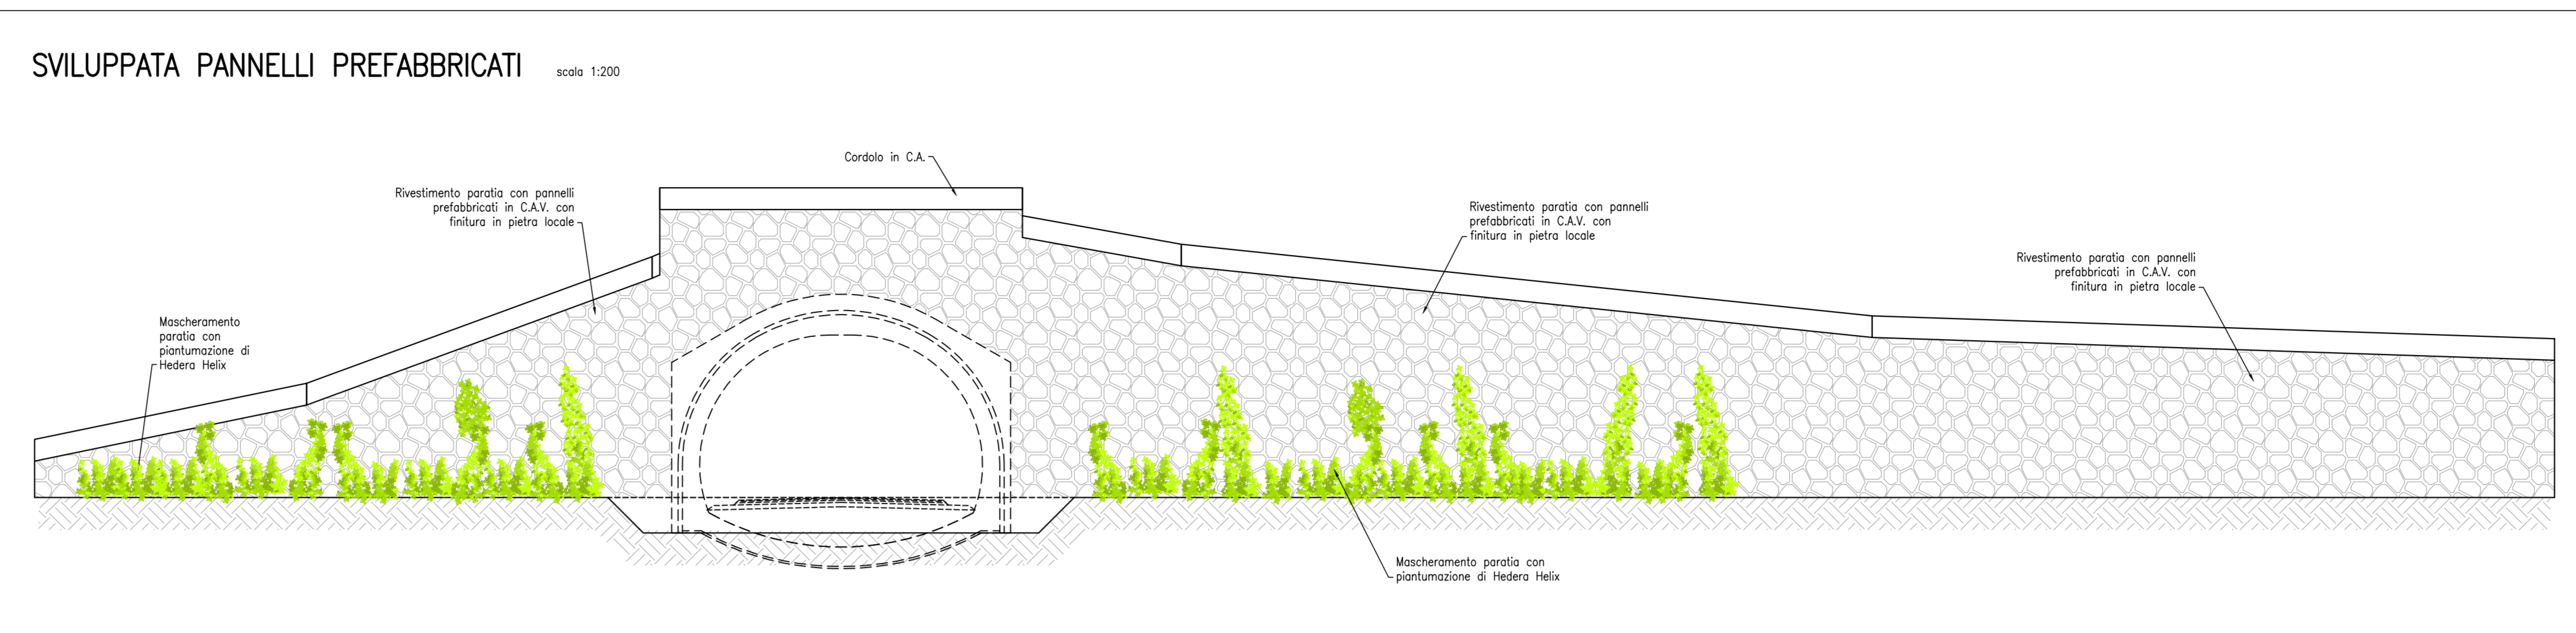 SVILUPPATA PANNELLI PREFABBRICATI scala 1:200
Cordolo in C.A.
Rivestimento paratia con pannelli
prefabbricati in C.A.V. con
finitura in pietra locale
Rivestimento paratia con pannelli
prefabbricati in C.A.V. con
finitura in pietra locale
Rivestimento paratia con pannelli
prefabbricati in C.A.V. con
finitura in pietra locale
Mascheramento
paratia con
piantumazione di
Hedera Helix
Mascheramento paratia con
piantumazione di Hedera Helix